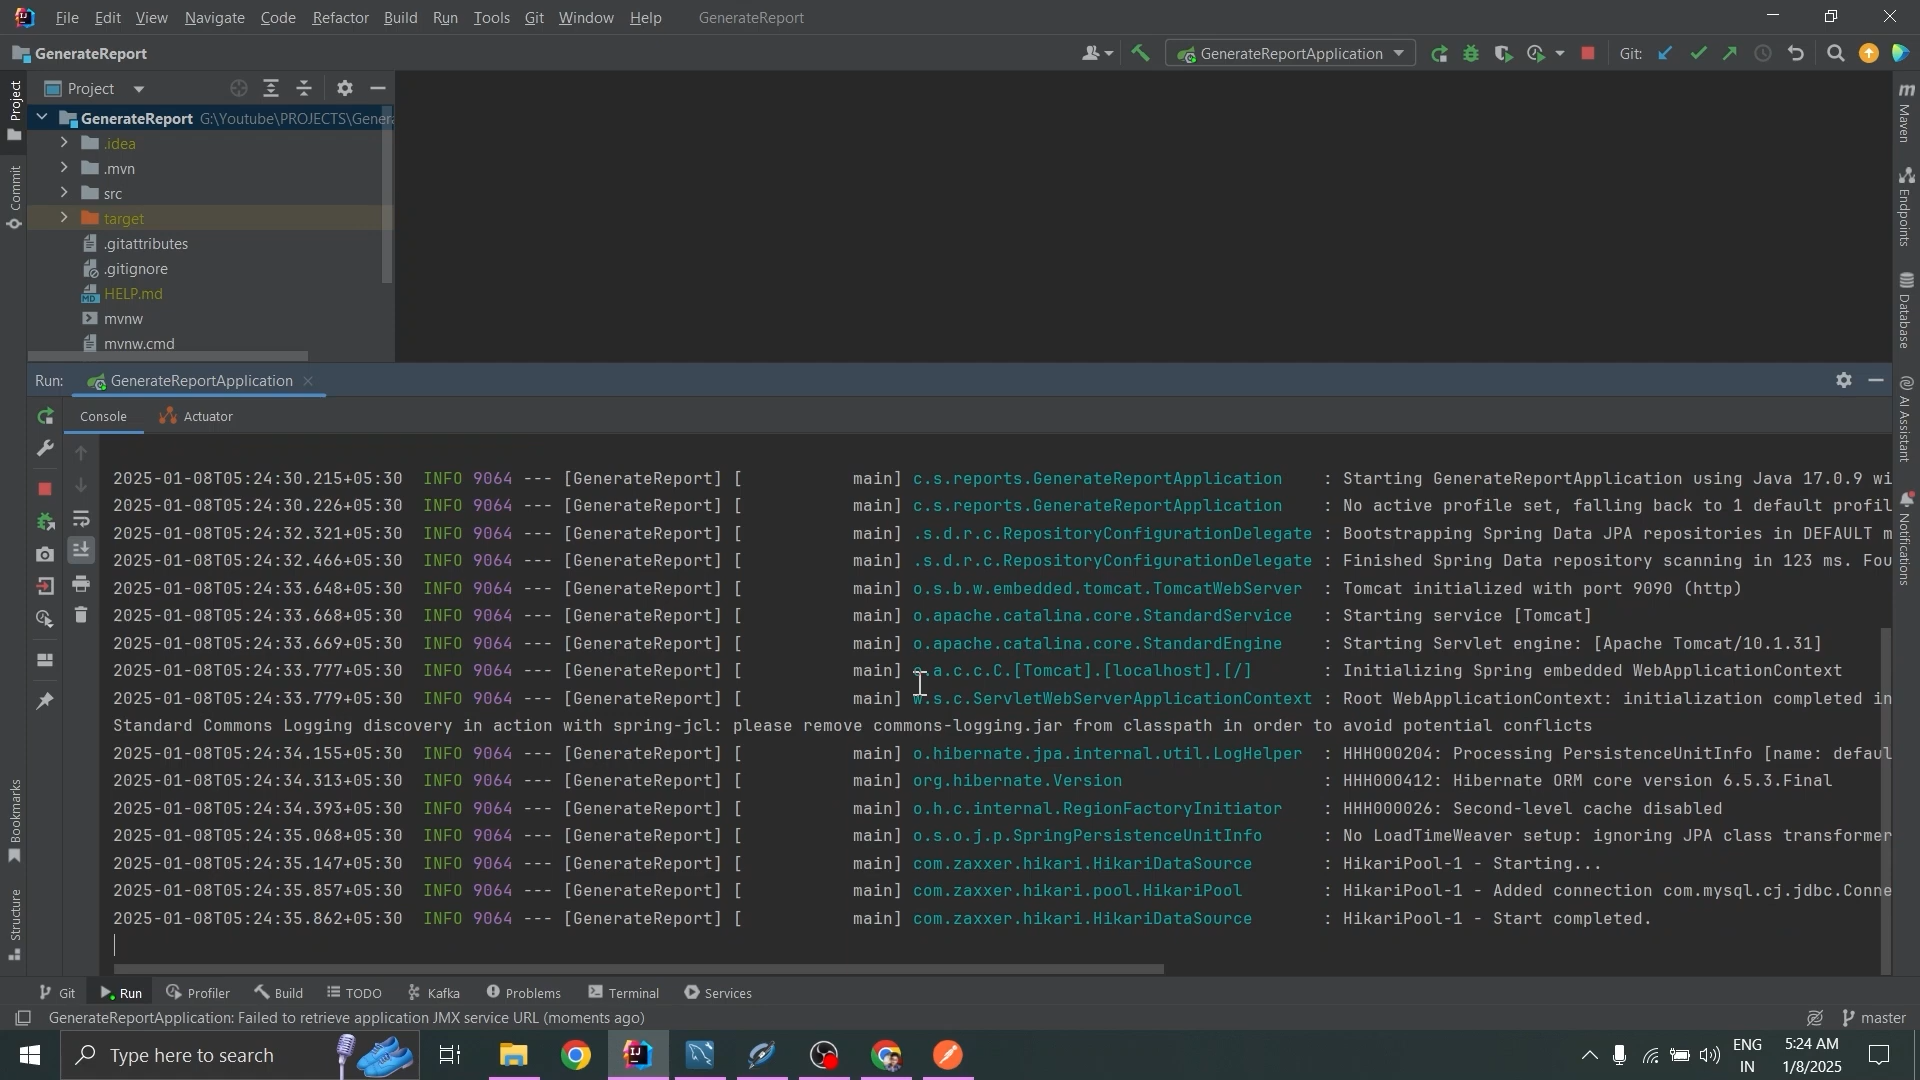 File Edit View Navigate Code Refactor Build Run Tools Git Window Help GenerateReport
GenerateReport
GenerateReportApplication
Git:
Project
GenerateReport G:\Youtube\PROJECTS\Gener
.idea
.mvn
src
target
.gitattributes
.gitignore
HELP.md
mvnw
mvnw.cmd
Project
Commit
Bookmarks
Structure
Maven
Endpoints
Database
AI Assistant
Notifications
Run: GenerateReportApplication
Console Actuator
2025-01-08T05:24:30.215+05:30 INFO 9064 --- [GenerateReport] [ main] c.s.reports.GenerateReportApplication : Starting GenerateReportApplication using Java 17.0.9 wi
2025-01-08T05:24:30.226+05:30 INFO 9064 --- [GenerateReport] [ main] c.s.reports.GenerateReportApplication : No active profile set, falling back to 1 default profil
2025-01-08T05:24:32.321+05:30 INFO 9064 --- [GenerateReport] [ main] .s.d.r.c.RepositoryConfigurationDelegate : Bootstrapping Spring Data JPA repositories in DEFAULT m
2025-01-08T05:24:32.466+05:30 INFO 9064 --- [GenerateReport] [ main] .s.d.r.c.RepositoryConfigurationDelegate : Finished Spring Data repository scanning in 123 ms. Fou
2025-01-08T05:24:33.648+05:30 INFO 9064 --- [GenerateReport] [ main] o.s.b.w.embedded.tomcat.TomcatWebServer : Tomcat initialized with port 9090 (http)
2025-01-08T05:24:33.668+05:30 INFO 9064 --- [GenerateReport] [ main] o.apache.catalina.core.StandardService : Starting service [Tomcat]
2025-01-08T05:24:33.669+05:30 INFO 9064 --- [GenerateReport] [ main] o.apache.catalina.core.StandardEngine : Starting Servlet engine: [Apache Tomcat/10.1.31]
2025-01-08T05:24:33.777+05:30 INFO 9064 --- [GenerateReport] [ main] o.a.c.c.C.[Tomcat].[localhost].[/] : Initializing Spring embedded WebApplicationContext
2025-01-08T05:24:33.779+05:30 INFO 9064 --- [GenerateReport] [ main] w.s.c.ServletWebServerApplicationContext : Root WebApplicationContext: initialization completed in
Standard Commons Logging discovery in action with spring-jcl: please remove commons-logging.jar from classpath in order to avoid potential conflicts
2025-01-08T05:24:34.155+05:30 INFO 9064 --- [GenerateReport] [ main] o.hibernate.jpa.internal.util.LogHelper : HHH000204: Processing PersistenceUnitInfo [name: defaul
2025-01-08T05:24:34.313+05:30 INFO 9064 --- [GenerateReport] [ main] org.hibernate.Version : HHH000412: Hibernate ORM core version 6.5.3.Final
2025-01-08T05:24:34.393+05:30 INFO 9064 --- [GenerateReport] [ main] o.h.c.internal.RegionFactoryInitiator : HHH000026: Second-level cache disabled
2025-01-08T05:24:35.068+05:30 INFO 9064 --- [GenerateReport] [ main] o.s.o.j.p.SpringPersistenceUnitInfo : No LoadTimeWeaver setup: ignoring JPA class transformer
2025-01-08T05:24:35.147+05:30 INFO 9064 --- [GenerateReport] [ main] com.zaxxer.hikari.HikariDataSource : HikariPool-1 - Starting...
2025-01-08T05:24:35.857+05:30 INFO 9064 --- [GenerateReport] [ main] com.zaxxer.hikari.pool.HikariPool : HikariPool-1 - Added connection com.mysql.cj.jdbc.Conne
2025-01-08T05:24:35.862+05:30 INFO 9064 --- [GenerateReport] [ main] com.zaxxer.hikari.HikariDataSource : HikariPool-1 - Start completed.
Git Run Profiler Build TODO Kafka Problems Terminal Services
GenerateReportApplication: Failed to retrieve application JMX service URL (moments ago) master
Type here to search
ENG
IN
5:24 AM
1/8/2025